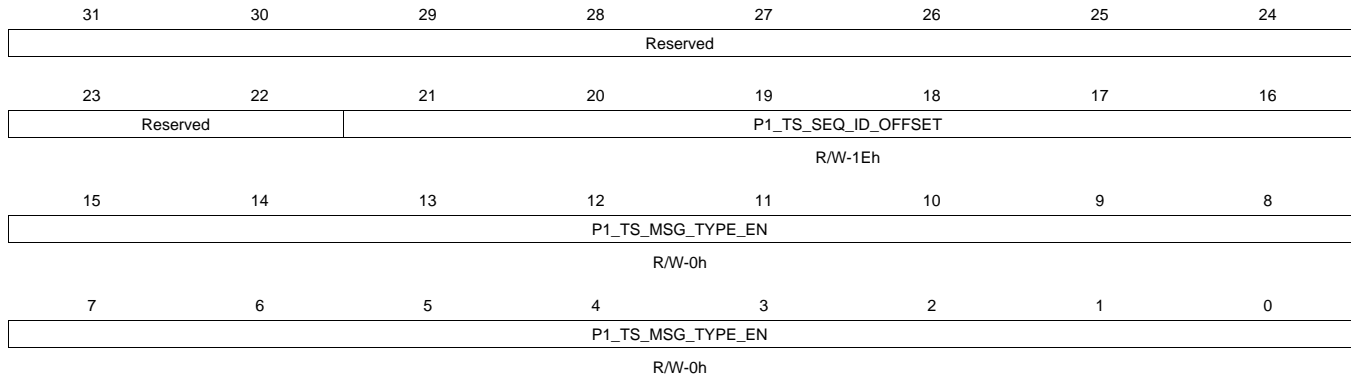 31 30 29 28 27 26 25 24
Reserved
23 22 21 20 19 18 17 16
Reserved P1_TS_SEQ_ID_OFFSET
R/W-1Eh
15 14 13 12 11 10 9 8
P1_TS_MSG_TYPE_EN
R/W-0h
7 6 5 4 3 2 1 0
P1_TS_MSG_TYPE_EN
R/W-0h